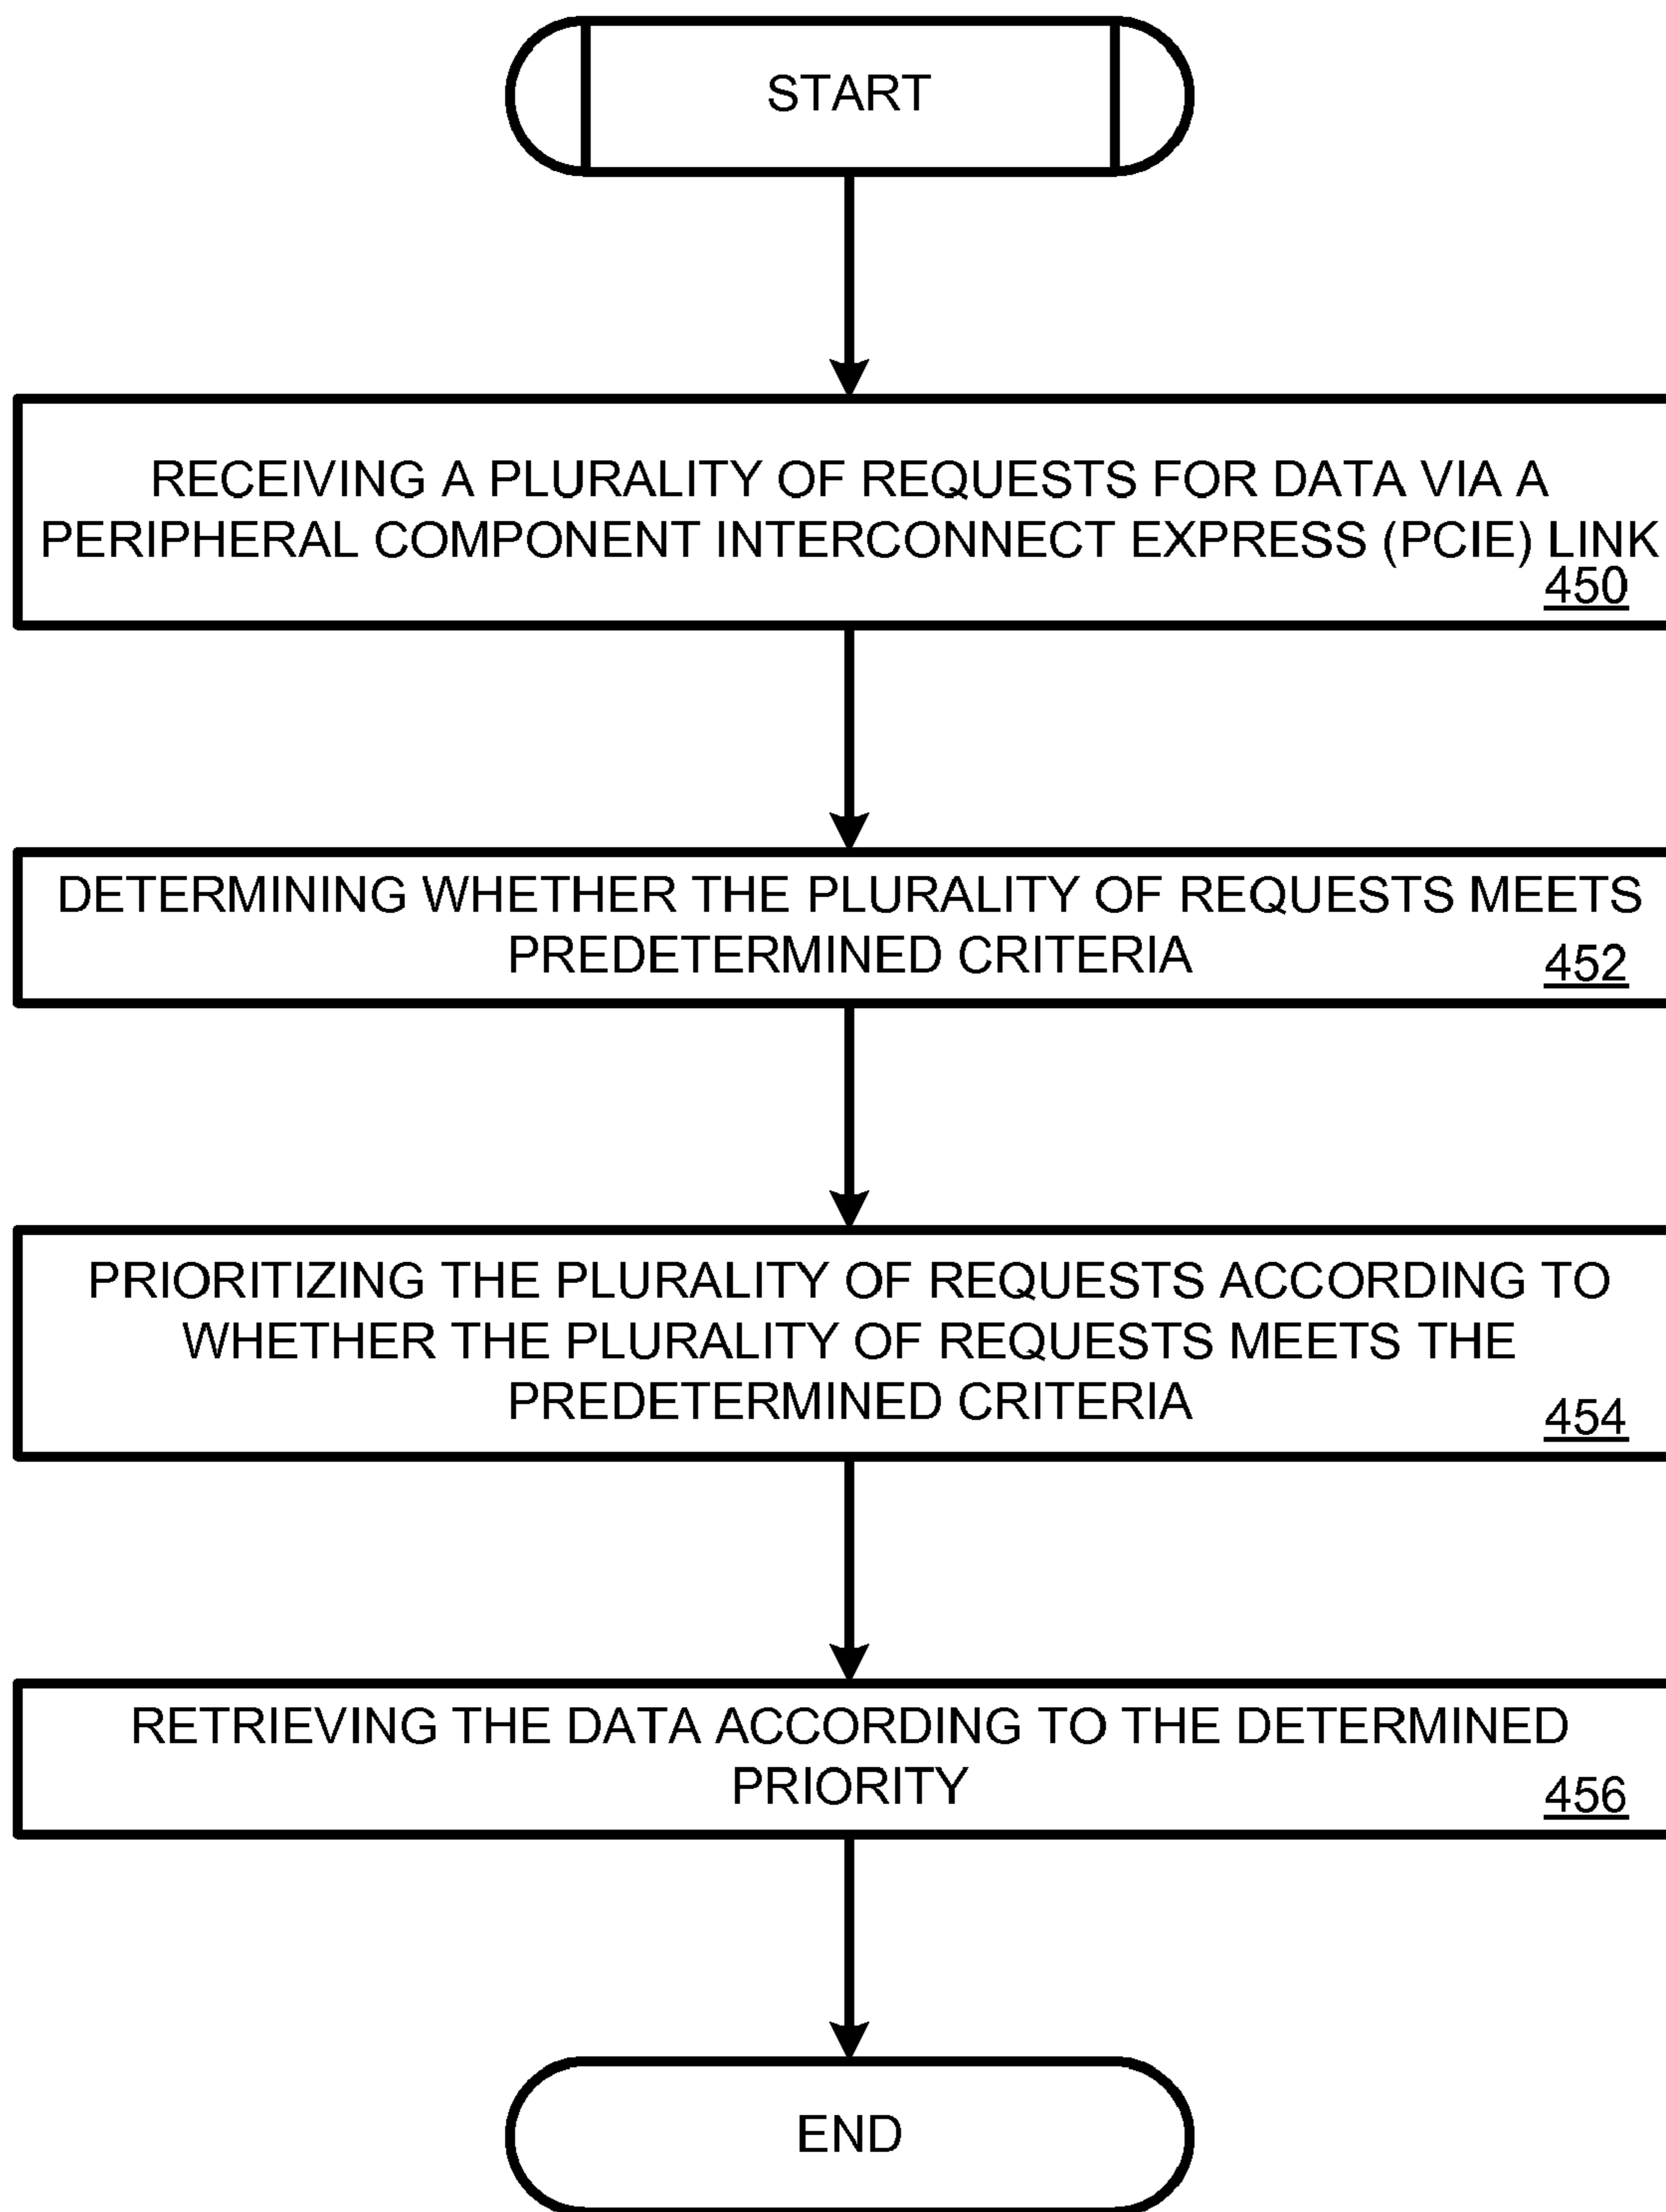 START
RECEIVING A PLURALITY OF REQUESTS FOR DATA VIA A
PERIPHERAL COMPONENT INTERCONNECT EXPRESS (PCIE) LINK
450
DETERMINING WHETHER THE PLURALITY OF REQUESTS MEETS
PREDETERMINED CRITERIA
452
PRIORITIZING THE PLURALITY OF REQUESTS ACCORDING TO
WHETHER THE PLURALITY OF REQUESTS MEETS THE
PREDETERMINED CRITERIA
454
RETRIEVING THE DATA ACCORDING TO THE DETERMINED
PRIORITY
456
END